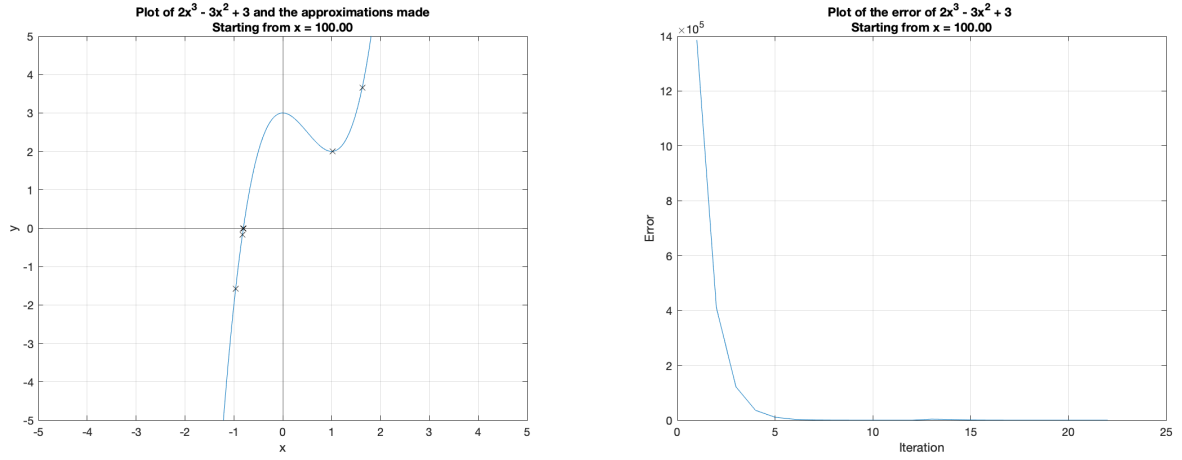 Plot of 2x³ - 3x² + 3 and the approximations made
Starting from x = 100.00
5
4
3
2
1
0
-1
-2
-3
-4
-5
y
-5 -4 -3 -2 -1 0 1 2 3 4 5
x
Plot of the error of 2x³ - 3x² + 3
Starting from x = 100.00
×10⁵
14
12
10
8
6
4
2
0
Error
0 5 10 15 20 25
Iteration